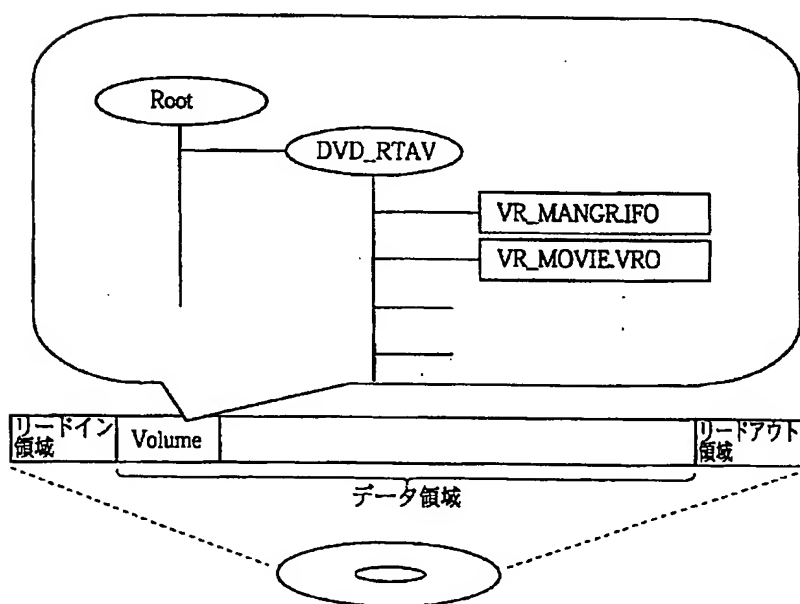 Root
DVD_RTAV
VR_MANGR.IFO
VR_MOVIE.VRO
リードイン
領域
Volume
リードアウト
領域
データ領域